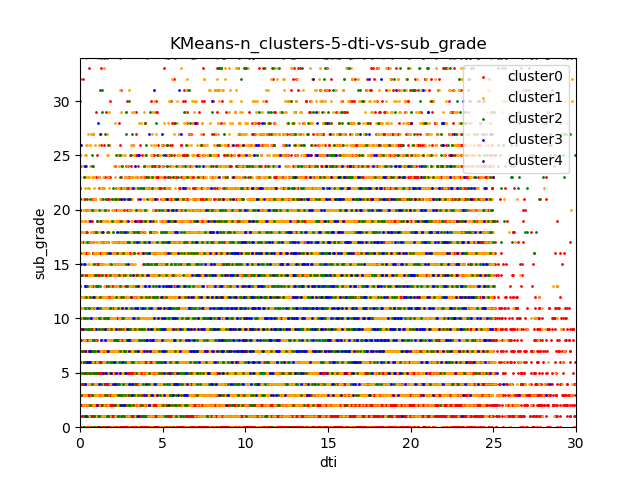 KMeans-n_clusters-5-dti-vs-sub_grade
cluster0
cluster1
cluster2
cluster3
cluster4
30
25
20
15
10
5
0
sub_grade
0 5 10 15 20 25 30
dti